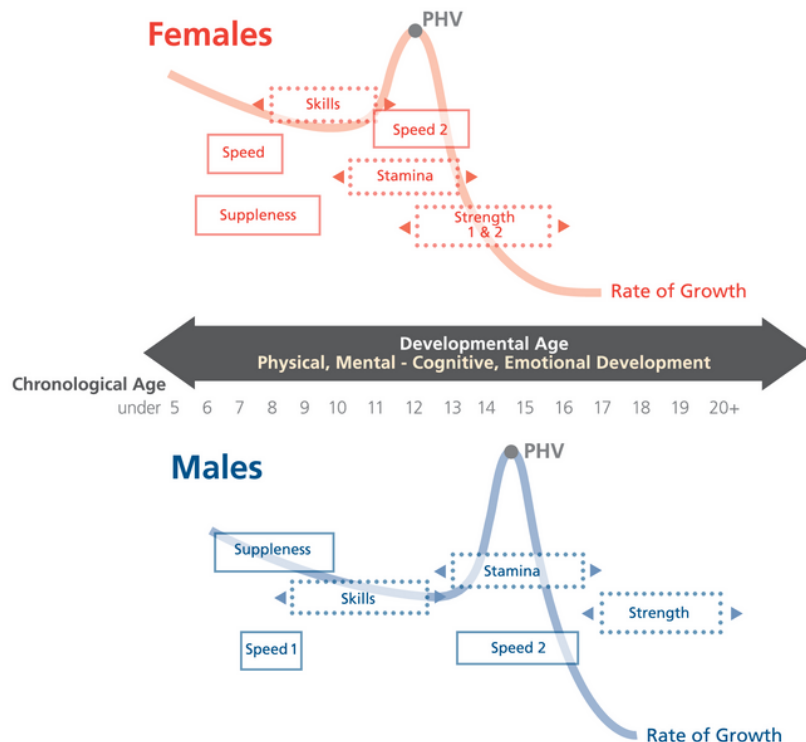 PHV
Females
Skills
Speed 2
Speed
Stamina
Suppleness
Strength
1 & 2
Rate of Growth
Developmental Age
Physical, Mental - Cognitive, Emotional Development
Chronological Age
under 5 6 7 8 9 10 11 12 13 14 15 16 17 18 19 20+
PHV
Males
Suppleness
Stamina
Skills
Strength
Speed 1
Speed 2
Rate of Growth